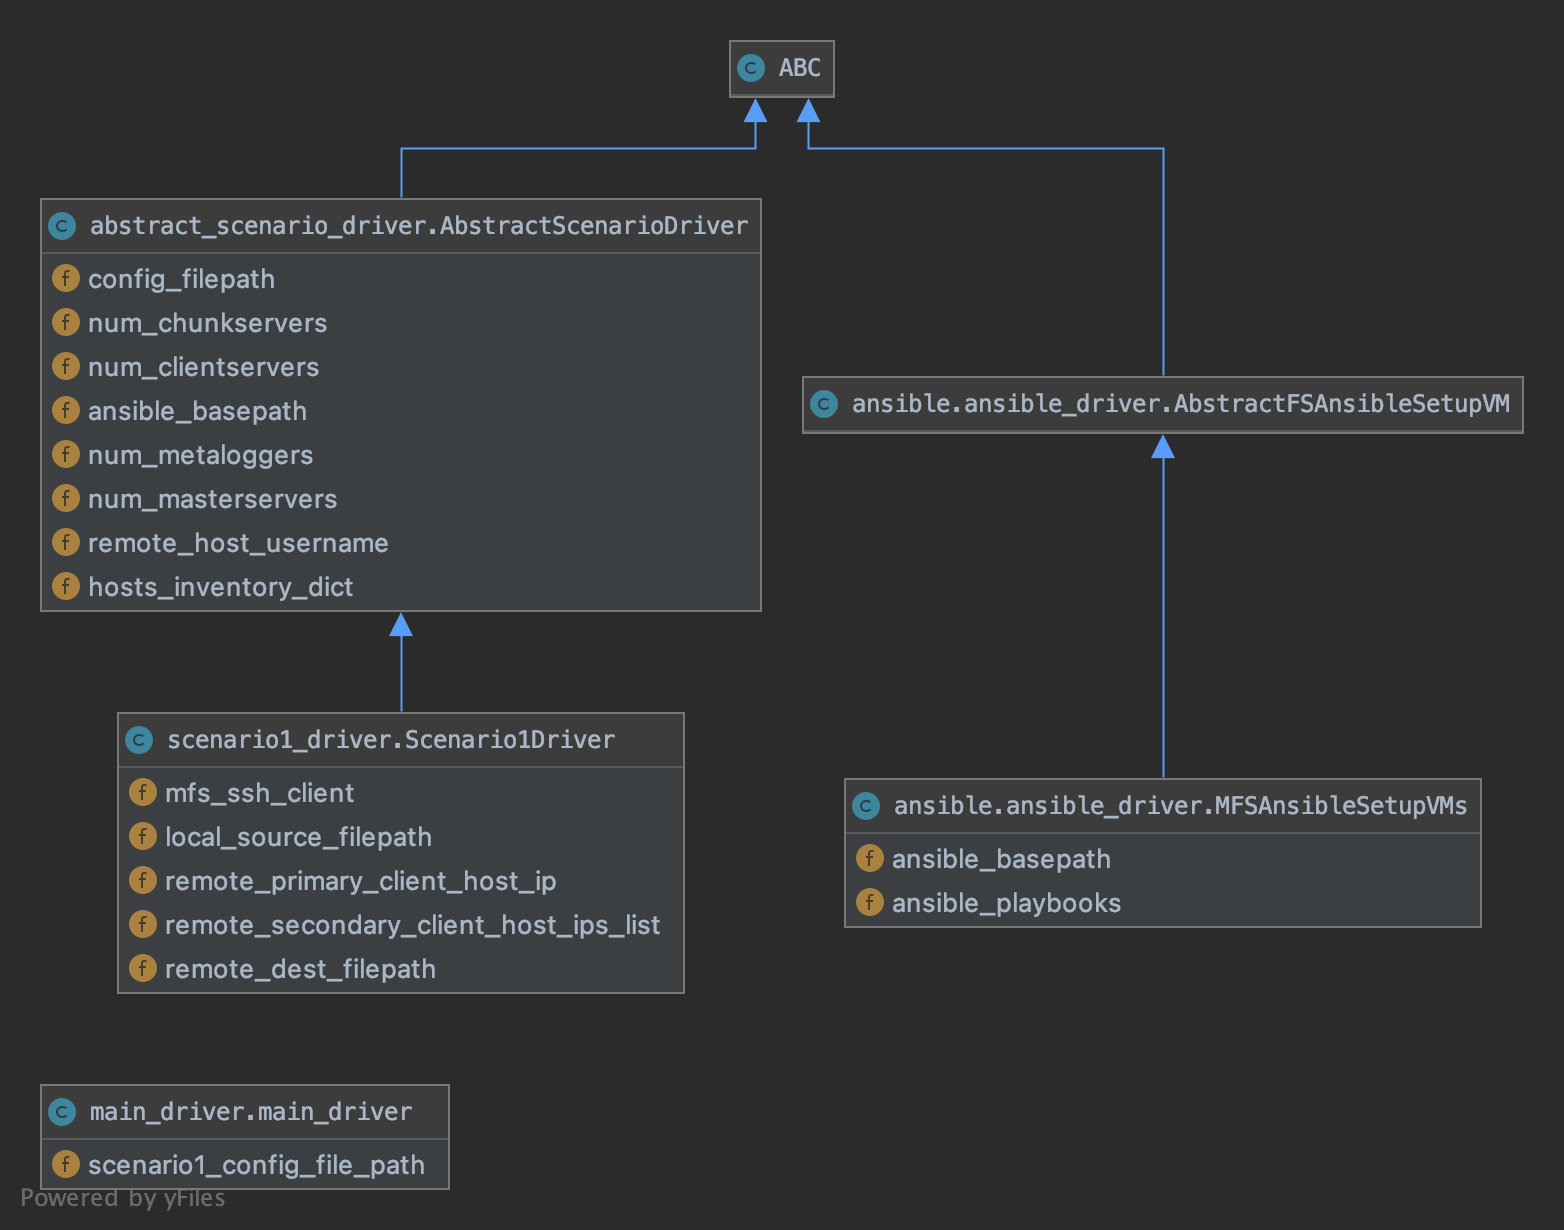 ABC
abstract_scenario_driver.AbstractScenarioDriver
config_filepath
num_chunkservers
num_clientservers
ansible_basepath
num_metaloggers
num_masterservers
remote_host_username
hosts_inventory_dict
ansible.ansible_driver.AbstractFSAnsibleSetupVM
scenario1_driver.Scenario1Driver
mfs_ssh_client
local_source_filepath
remote_primary_client_host_ip
remote_secondary_client_host_ips_list
remote_dest_filepath
ansible.ansible_driver.MFSAnsibleSetupVMs
ansible_basepath
ansible_playbooks
main_driver.main_driver
scenario1_config_file_path
Powered by yFiles